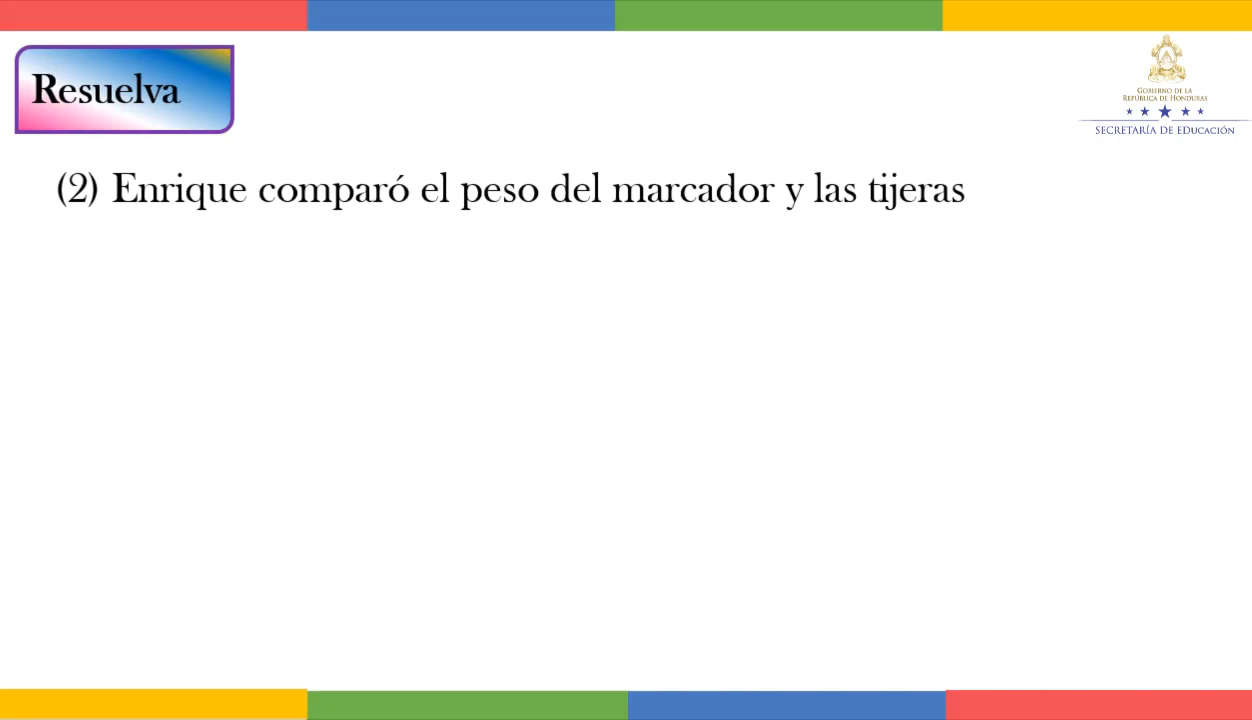 Resuelva
GOBIERNO DE LA
REPÚBLICA DE HONDURAS
SECRETARÍA DE EDUCACIÓN
(2) Enrique comparó el peso del marcador y las tijeras